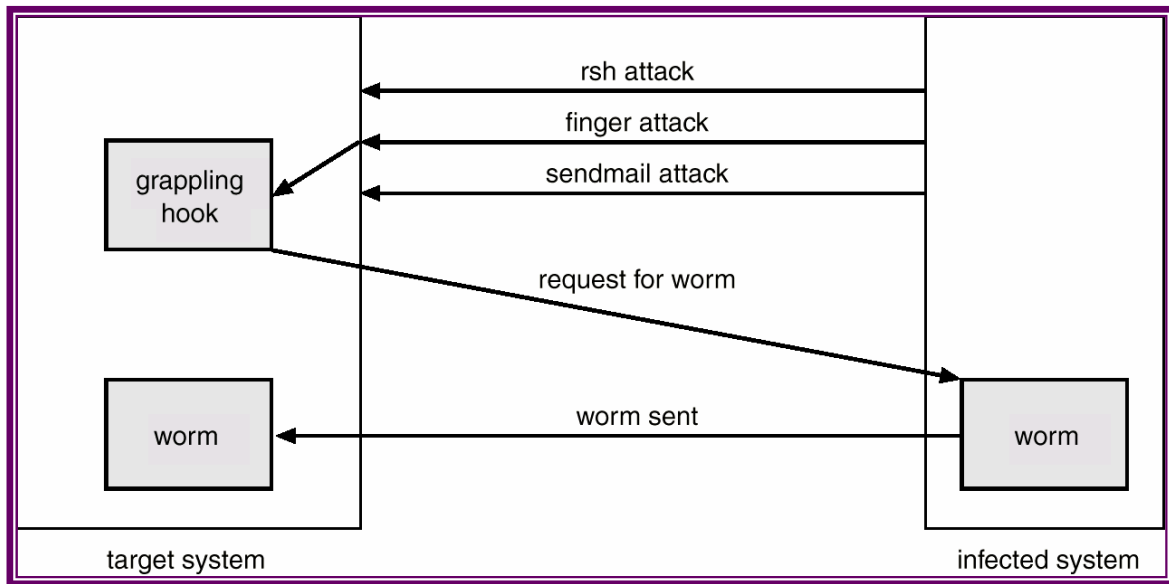 rsh attack
finger attack
sendmail attack
grappling
hook
request for worm
worm
worm sent
worm
target system
infected system